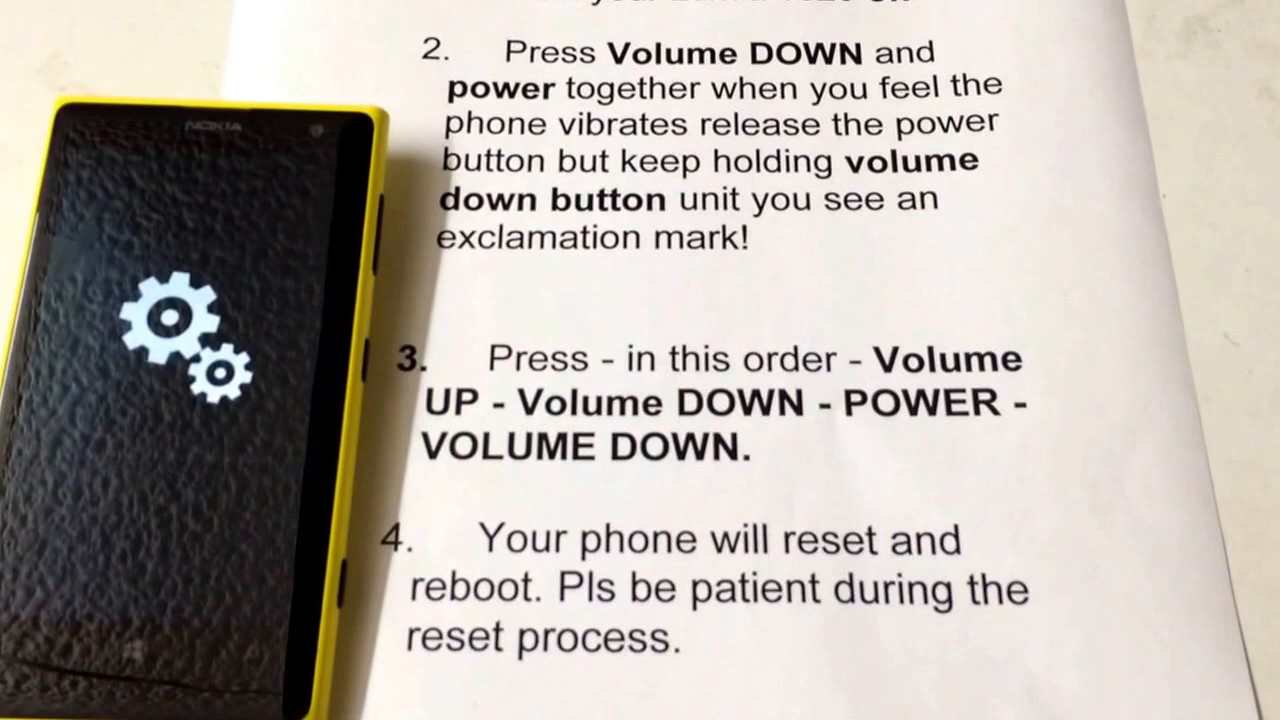 2. Press Volume DOWN and
power together when you feel the
phone vibrates release the power
button but keep holding volume
down button unit you see an
exclamation mark!
3. Press - in this order - Volume
UP - Volume DOWN - POWER -
VOLUME DOWN.
4. Your phone will reset and
reboot. Pls be patient during the
reset process.
NOKIA